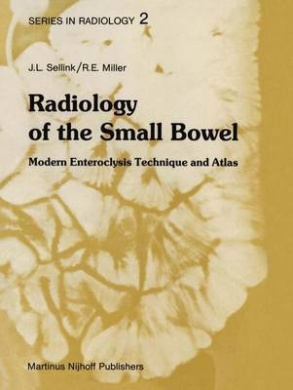 SERIES IN RADIOLOGY 2
J.L. Sellink/R.E. Miller
Radiology
of the Small Bowel
Modern Enteroclysis Technique and Atlas
Martinus Nijhoff Publishers